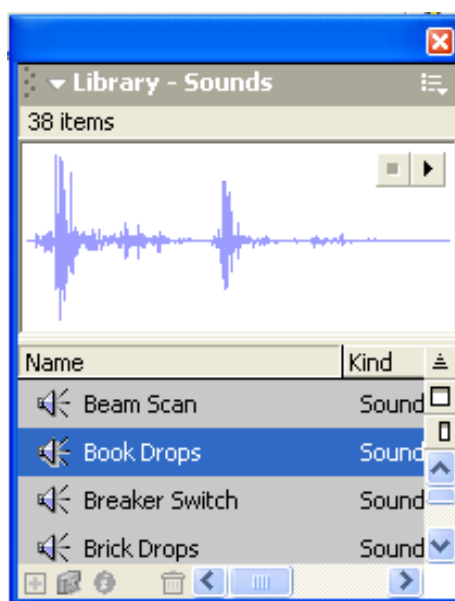 Library - Sounds
38 items
Name Kind
Beam Scan Sound
Book Drops Sound
Breaker Switch Sound
Brick Drops Sound